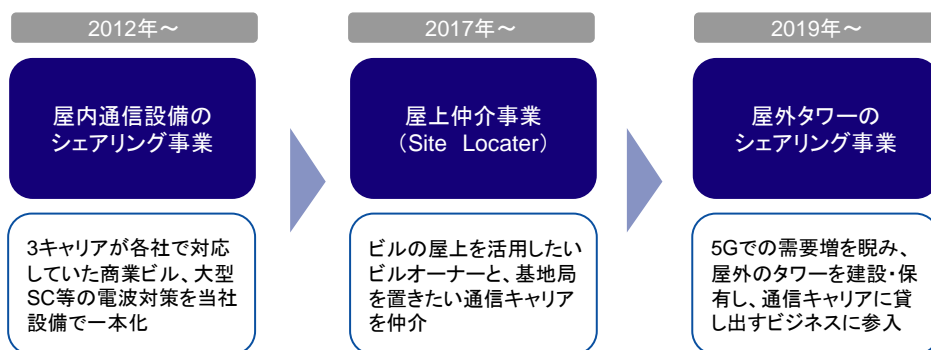 2012年～
屋内通信設備の
シェアリング事業
3キャリアが各社で対応
していた商業ビル、大型
SC等の電波対策を当社
設備で一本化
2017年～
屋上仲介事業
（Site Locater）
ビルの屋上を活用したい
ビルオーナーと、基地局
を置きたい通信キャリア
を仲介
2019年～
屋外タワーの
シェアリング事業
5Gでの需要増を睨み、
屋外のタワーを建設・保
有し、通信キャリアに貸
し出すビジネスに参入